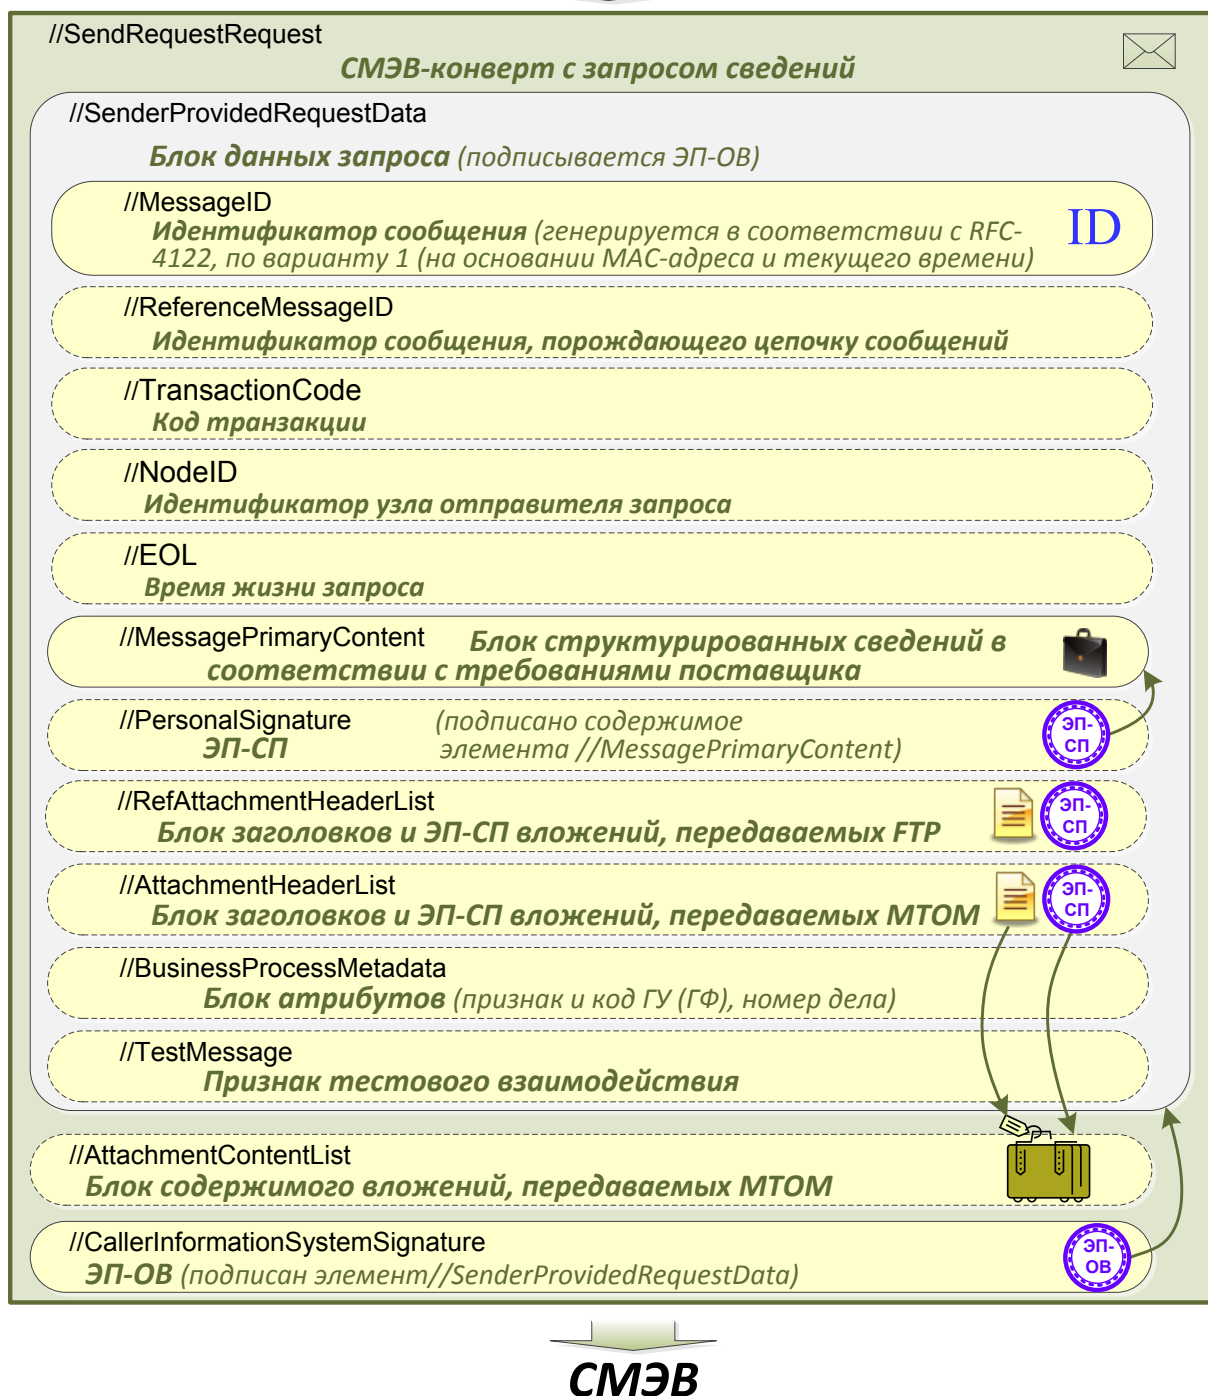 //SendRequestRequest
СМЭВ-конверт с запросом сведений
//SenderProvidedRequestData
Блок данных запроса (подписывается ЭП-ОВ)
//MessageID
Идентификатор сообщения (генерируется в соответствии с RFC-
4122, по варианту 1 (на основании MAC-адреса и текущего времени)
ID
//ReferenceMessageID
Идентификатор сообщения, порождающего цепочку сообщений
//TransactionCode
Код транзакции
//NodeID
Идентификатор узла отправителя запроса
//EOL
Время жизни запроса
//MessagePrimaryContent Блок структурированных сведений в
соответствии с требованиями поставщика
//PersonalSignature (подписано содержимое
ЭП-СП элемента //MessagePrimaryContent)
ЭП-
СП
//RefAttachmentHeaderList
Блок заголовков и ЭП-СП вложений, передаваемых FTP
ЭП-
СП
//AttachmentHeaderList
Блок заголовков и ЭП-СП вложений, передаваемых MTOM
ЭП-
СП
//BusinessProcessMetadata
Блок атрибутов (признак и код ГУ (ГФ), номер дела)
//TestMessage
Признак тестового взаимодействия
//AttachmentContentList
Блок содержимого вложений, передаваемых MTOM
//CallerInformationSystemSignature
ЭП-ОВ (подписан элемент//SenderProvidedRequestData)
ЭП-
ОВ
СМЭВ